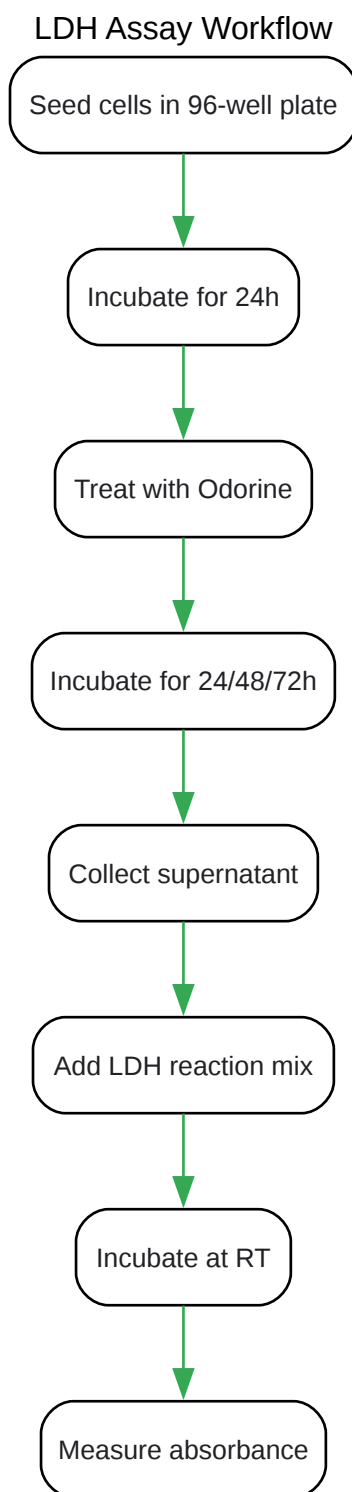 LDH Assay Workflow
Seed cells in 96-well plate
Incubate for 24h
Treat with Odorine
Incubate for 24/48/72h
Collect supernatant
Add LDH reaction mix
Incubate at RT
Measure absorbance